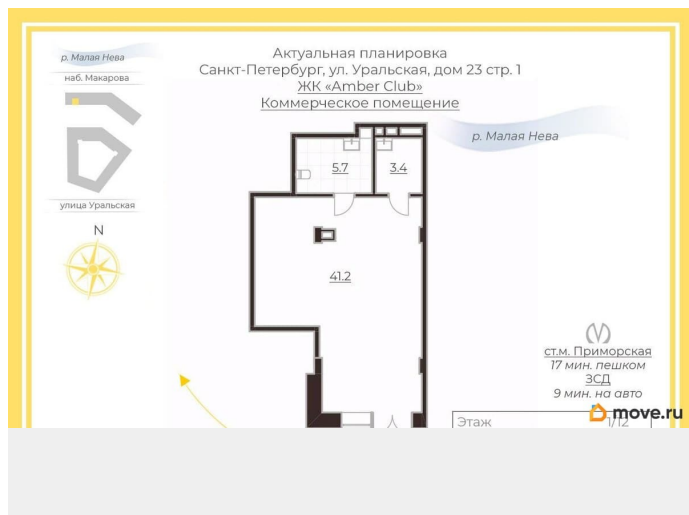 Актуальная планировка
Санкт-Петербург, ул. Уральская, дом 23 стр. 1
ЖК «Amber Club»
Коммерческое помещение
р. Малая Нева
наб. Макарова
улица Уральская
N
р. Малая Нева
5.7
3.4
41.2
ст.м. Приморская
17 мин. пешком
ЗСД
9 мин. на авто
move.ru
Этаж 1/12